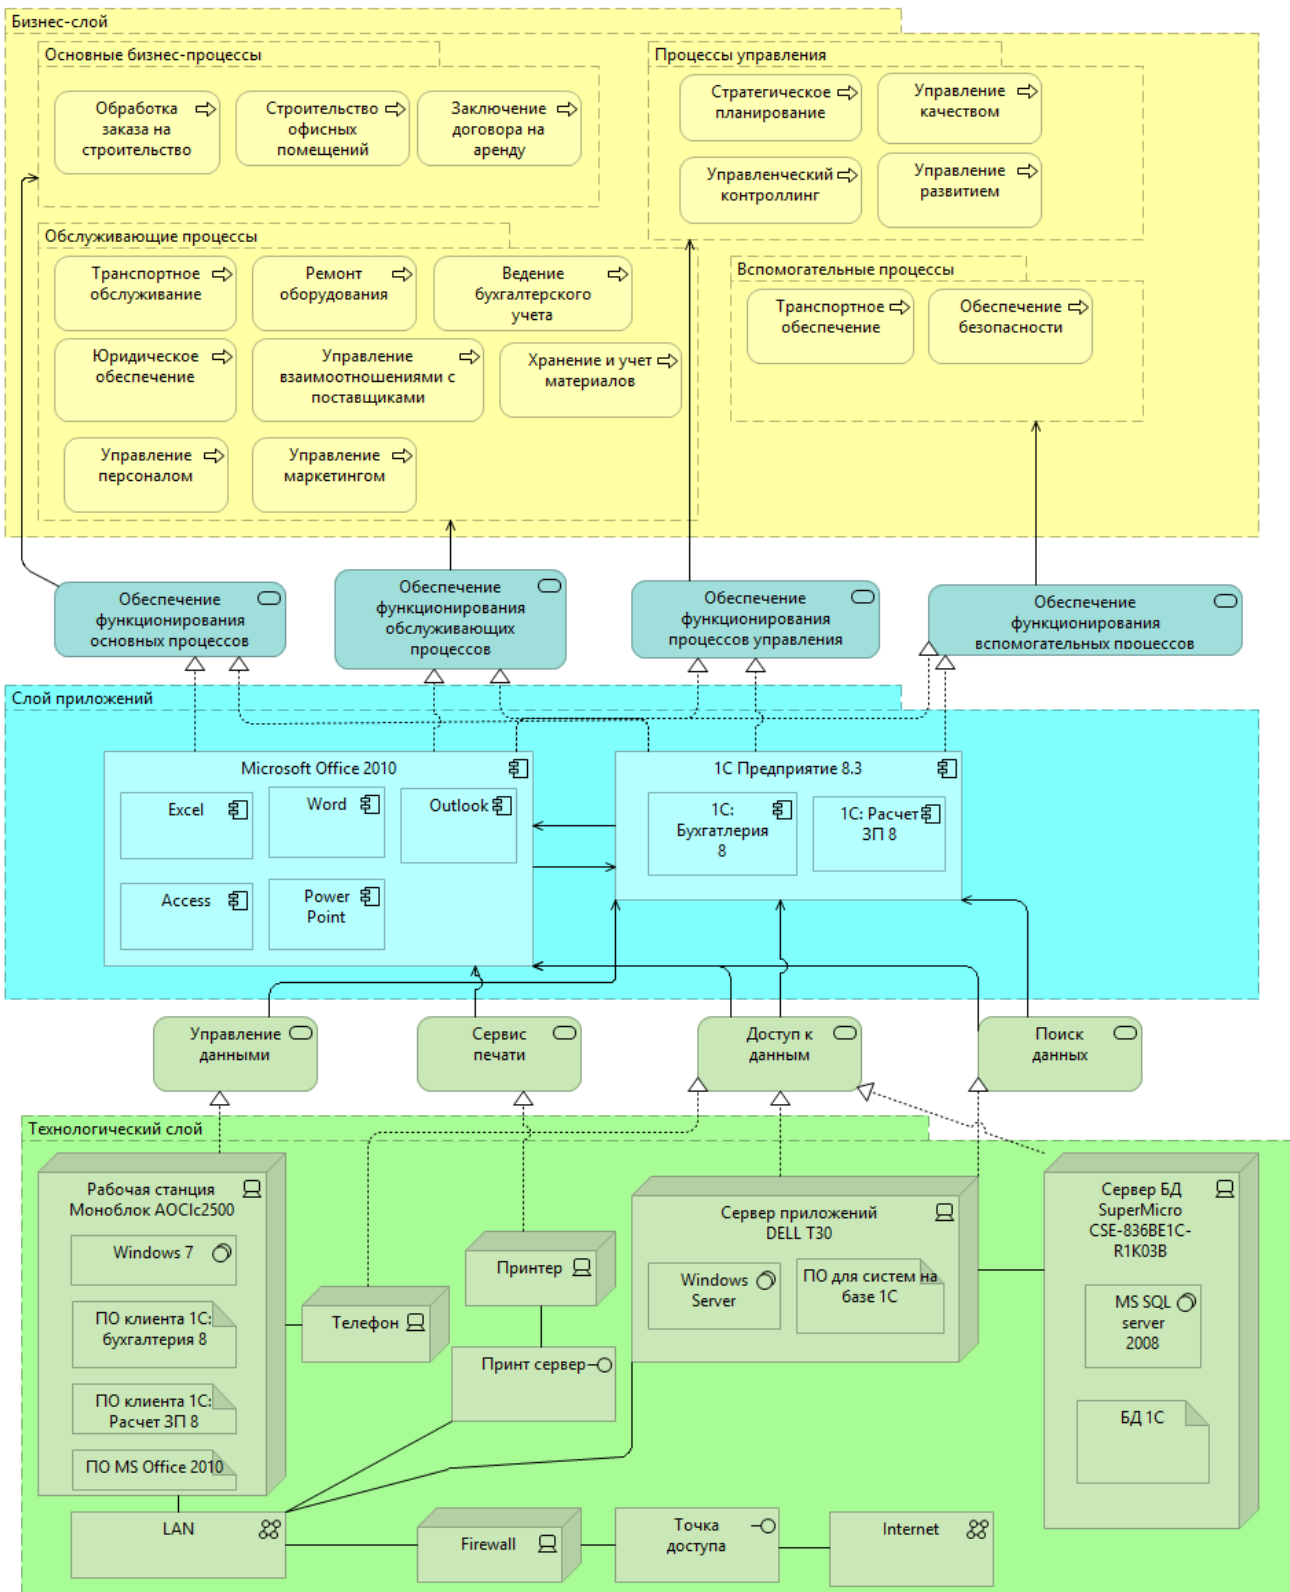 Бизнес-слой
Основные бизнес-процессы
Обработка
заказа на
строительство
Строительство
офисных
помещений
Заключение
договора на
аренду
Процессы управления
Стратегическое
планирование
Управление
качеством
Управленческий
контроллинг
Управление
развитием
Обслуживающие процессы
Транспортное
обслуживание
Ремонт
оборудования
Ведение
бухгалтерского
учета
Юридическое
обеспечение
Управление
взаимоотношениями с
поставщиками
Хранение и учет
материалов
Управление
персоналом
Управление
маркетингом
Вспомогательные процессы
Транспортное
обеспечение
Обеспечение
безопасности
Обеспечение
функционирования
основных процессов
Обеспечение
функционирования
обслуживающих
процессов
Обеспечение
функционирования
процессов управления
Обеспечение
функционирования
вспомогательных процессов
Слой приложений
Microsoft Office 2010
Excel
Word
Outlook
Access
Power
Point
1С Предприятие 8.3
1С:
Бухгатлерия
8
1С: Расчет
ЗП 8
Управление
данными
Сервис
печати
Доступ к
данным
Поиск
данных
Технологический слой
Рабочая станция
Моноблок AOCIc2500
Windows 7
ПО клиента 1С:
бухгалтерия 8
ПО клиента 1С:
Расчет ЗП 8
ПО MS Office 2010
Телефон
Принтер
Принт сервер
Сервер приложений
DELL T30
Windows
Server
ПО для систем на
базе 1С
Сервер БД
SuperMicro
CSE-836BE1C-
R1K03B
MS SQL
server
2008
БД 1С
LAN
Firewall
Точка
доступа
Internet